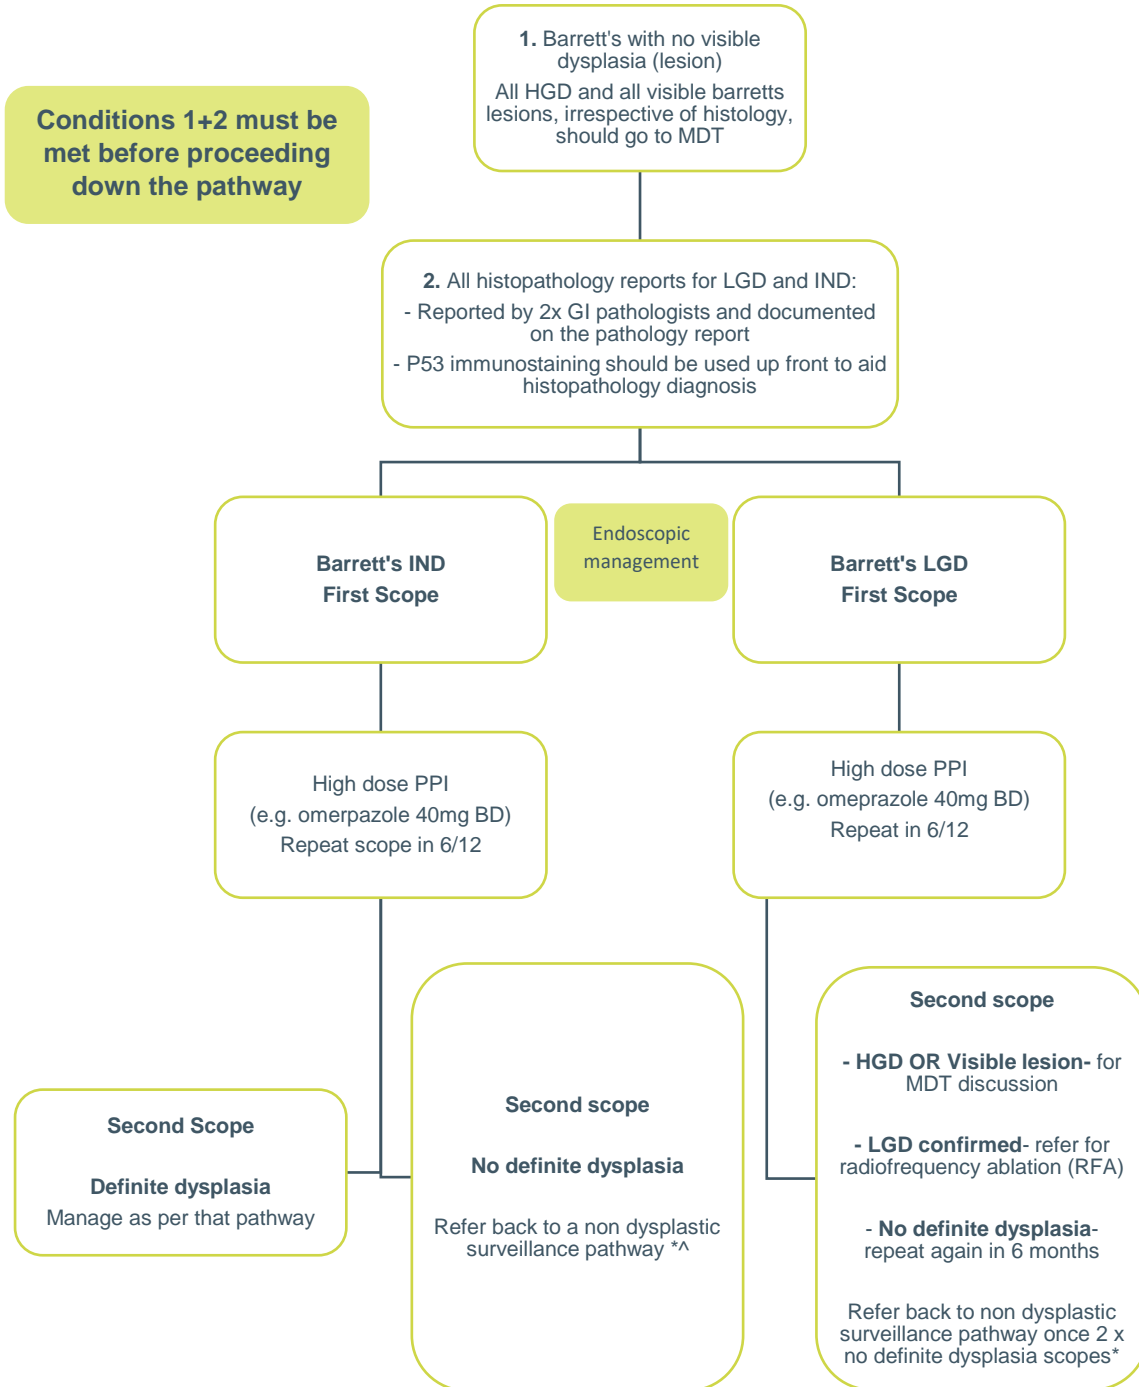 1. Barrett's with no visible
dysplasia (lesion)
All HGD and all visible barretts
lesions, irrespective of histology,
should go to MDT
Conditions 1+2 must be
met before proceeding
down the pathway
2. All histopathology reports for LGD and IND:
- Reported by 2x GI pathologists and documented
on the pathology report
- P53 immunostaining should be used up front to aid
histopathology diagnosis
Barrett's IND
First Scope
Endoscopic
management
Barrett's LGD
First Scope
High dose PPI
(e.g. omerpazole 40mg BD)
Repeat scope in 6/12
High dose PPI
(e.g. omeprazole 40mg BD)
Repeat in 6/12
Second Scope
Definite dysplasia
Manage as per that pathway
Second scope
No definite dysplasia
Refer back to a non dysplastic
surveillance pathway *^
Second scope
- HGD OR Visible lesion- for
MDT discussion
- LGD confirmed- refer for
radiofrequency ablation (RFA)
- No definite dysplasia-
repeat again in 6 months
Refer back to non dysplastic
surveillance pathway once 2 x
no definite dysplasia scopes*